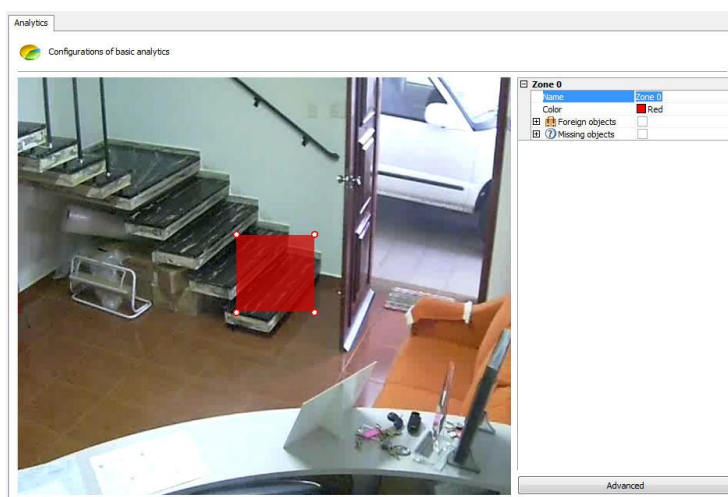 Analytics
Configurations of basic analytics
Zone 0
Name Zone 0
Color Red
Foreign objects
Missing objects
Advanced